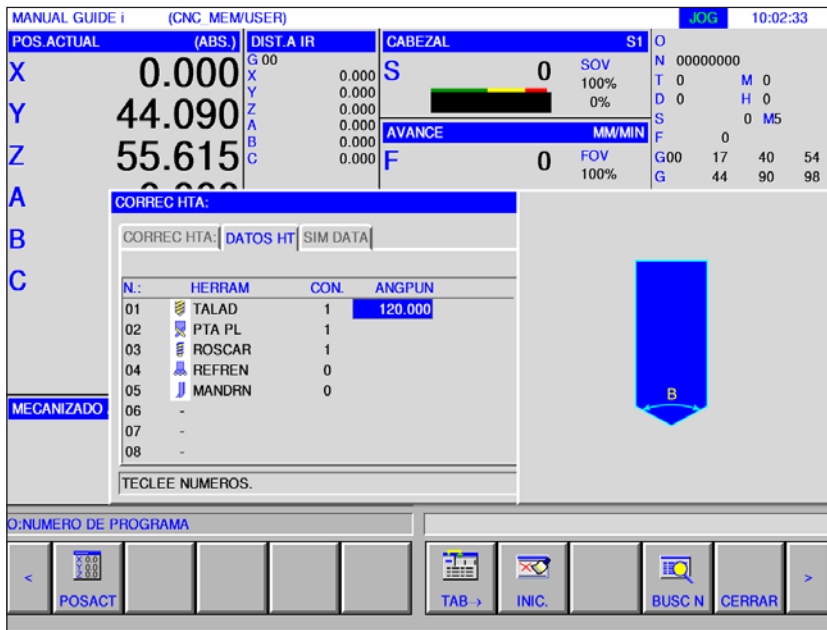 MANUAL GUIDE i (CNC_MEM/USER) JOG 10:02:33
POS.ACTUAL (ABS.)
X 0.000
Y 44.090
Z 55.615
A
B
C
DIST.A IR
G 00
X 0.000
Y 0.000
Z 0.000
A 0.000
B 0.000
C 0.000
CABEZAL S1
S 0 SOV
100%
0%
AVANCE MM/MIN
F 0 FOV
100%
O
N 00000000
T 0 M 0
D 0 H 0
S 0 M5
F 0
G00 17 40 54
G 44 90 98
CORREC HTA:
CORREC HTA: DATOS HT SIM DATA
N.: HERRAM CON. ANGPUN
01 TALAD 1 120.000
02 PTA PL 1
03 ROSCAR 1
04 REFREN 0
05 MANDRN 0
06 -
07 -
08 -
TECLEE NUMEROS.
B
MECANIZADO
O:NUMERO DE PROGRAMA
< POSACT TAB→ INIC. BUSC N CERRAR >